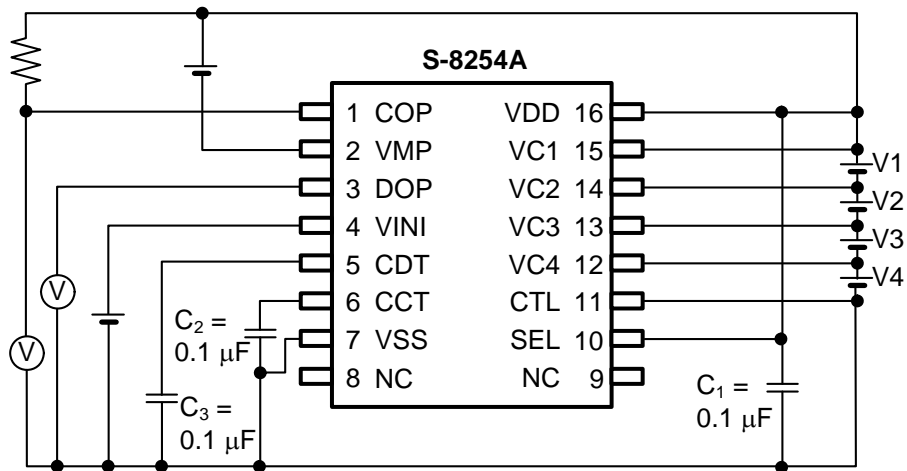 S-8254A
1 COP VDD 16
2 VMP VC1 15
3 DOP VC2 14
4 VINI VC3 13
5 CDT VC4 12
6 CCT CTL 11
7 VSS SEL 10
8 NC NC 9
V1
V2
V3
V4
V
V
C₂ =
0.1 μF
C₃ =
0.1 μF
C₁ =
0.1 μF